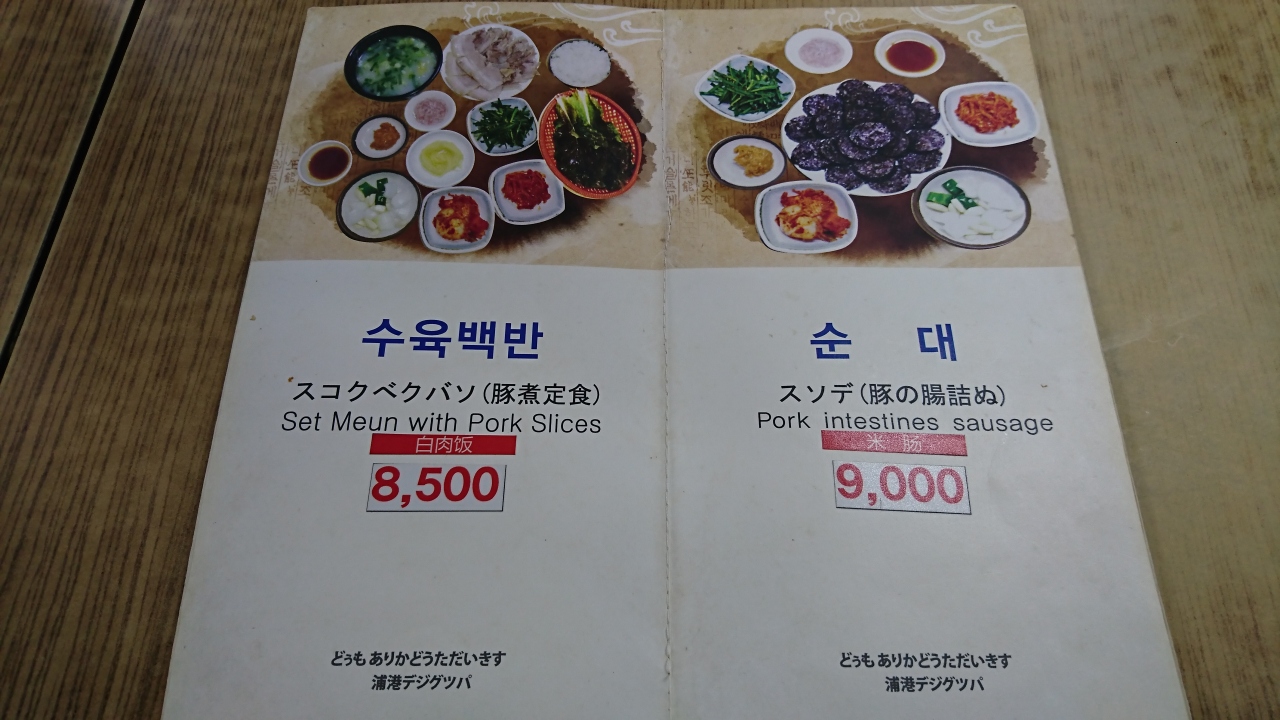 수육백반
スコクベクバソ(豚煮定食)
Set Meun with Pork Slices
白肉饭
8,500
どぅも ありかどうただいきす
浦港デジグツパ
순 대
スソデ(豚の腸詰ぬ)
Pork intestines sausage
米 肠
9,000
どぅも ありかどうただいきす
浦港デジグツパ